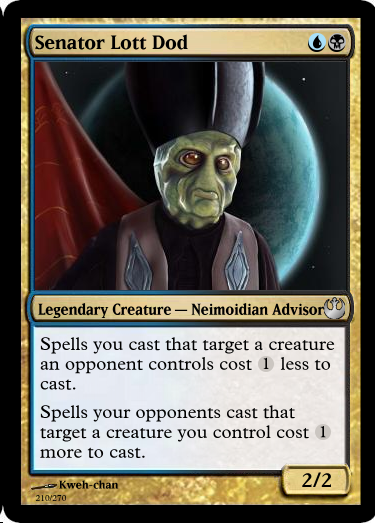 Senator Lott Dod
Legendary Creature — Neimoidian Advisor
Spells you cast that target a creature
an opponent controls cost 1 less to
cast.
Spells your opponents cast that
target a creature you control cost 1
more to cast.
2/2
Kweh-chan
210/270